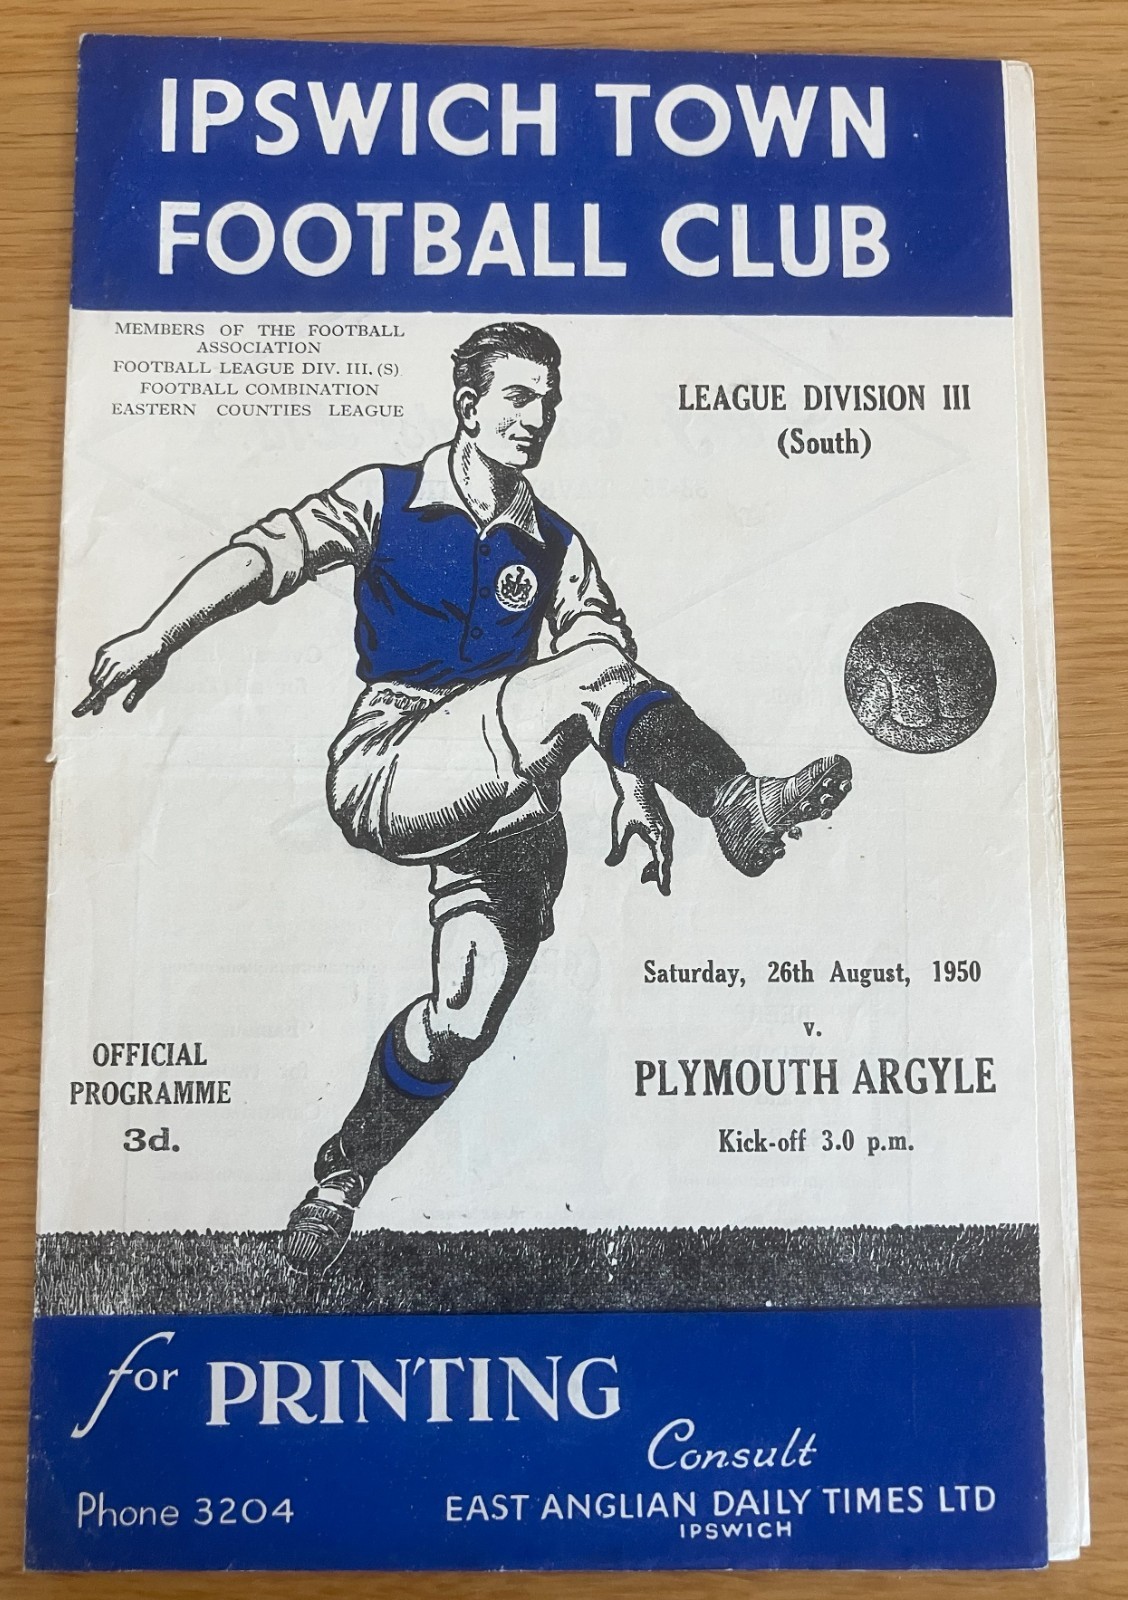 IPSWICH TOWN
FOOTBALL CLUB
MEMBERS OF THE FOOTBALL
ASSOCIATION
FOOTBALL LEAGUE DIV. III. (S)
FOOTBALL COMBINATION
EASTERN COUNTIES LEAGUE
LEAGUE DIVISION III
(South)
Saturday, 26th August, 1950
v.
PLYMOUTH ARGYLE
Kick-off 3.0 p.m.
OFFICIAL
PROGRAMME
3d.
for PRINTING
Consult
Phone 3204
EAST ANGLIAN DAILY TIMES LTD
IPSWICH